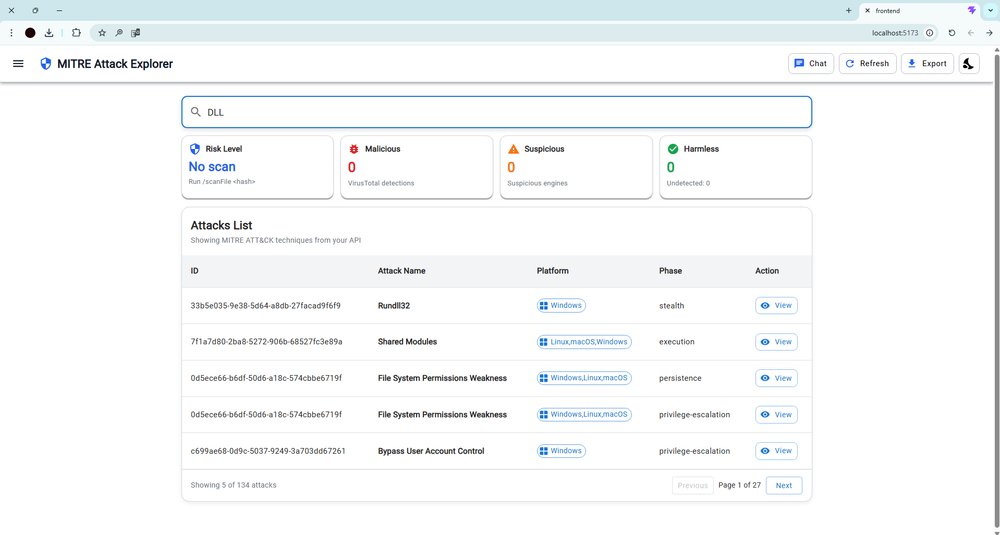 frontend
localhost:5173
MITRE Attack Explorer
Chat
Refresh
Export
DLL
Risk Level
No scan
Run /scanFile <hash>
Malicious
0
VirusTotal detections
Suspicious
0
Suspicious engines
Harmless
0
Undetected: 0
Attacks List
Showing MITRE ATT&CK techniques from your API
ID Attack Name Platform Phase Action
33b5e035-9e38-5d64-a8db-27facad9f6f9 Rundll32 Windows stealth View
7f1a7d80-2ba8-5272-906b-68527fc3e89a Shared Modules Linux,macOS,Windows execution View
0d5ece66-b6df-50d6-a18c-574cbbe6719f File System Permissions Weakness Windows,Linux,macOS persistence View
0d5ece66-b6df-50d6-a18c-574cbbe6719f File System Permissions Weakness Windows,Linux,macOS privilege-escalation View
c699ae68-0d9c-5037-9249-3a703dd67261 Bypass User Account Control Windows privilege-escalation View
Showing 5 of 134 attacks Previous Page 1 of 27 Next